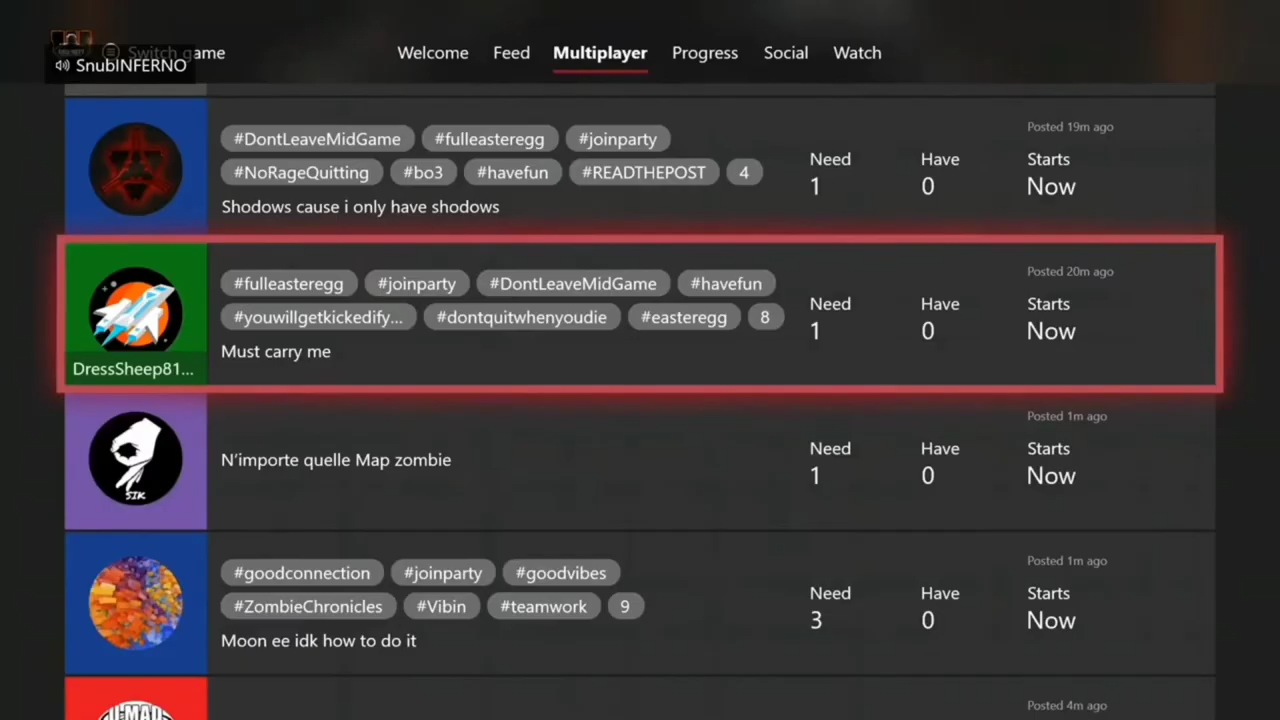 Switch game
SnubINFERNO
Welcome Feed Multiplayer Progress Social Watch
Posted 19m ago
#DontLeaveMidGame #fulleasteregg #joinparty
#NoRageQuitting #bo3 #havefun #READTHEPOST 4
Shodows cause i only have shodows
Need Have Starts
1 0 Now
Posted 20m ago
#fulleasteregg #joinparty #DontLeaveMidGame #havefun
#youwillgetkickedify... #dontquitwhenyoudie #easteregg 8
Must carry me
DressSheep81...
Need Have Starts
1 0 Now
Posted 1m ago
SIK
N'importe quelle Map zombie
Need Have Starts
1 0 Now
Posted 1m ago
#goodconnection #joinparty #goodvibes
#ZombieChronicles #Vibin #teamwork 9
Moon ee idk how to do it
Need Have Starts
3 0 Now
Posted 4m ago